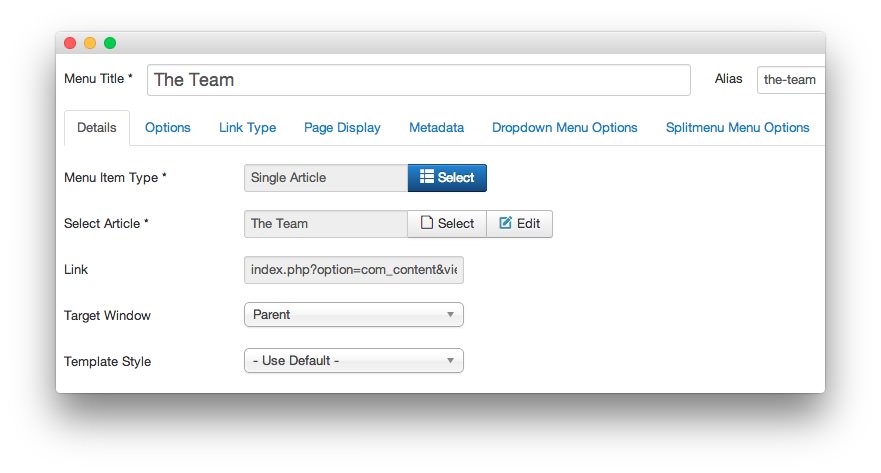 Menu Title * The Team Alias the-team
Details Options Link Type Page Display Metadata Dropdown Menu Options Splitmenu Menu Options
Menu Item Type * Single Article Select
Select Article * The Team Select Edit
Link index.php?option=com_content&vie
Target Window Parent
Template Style - Use Default -